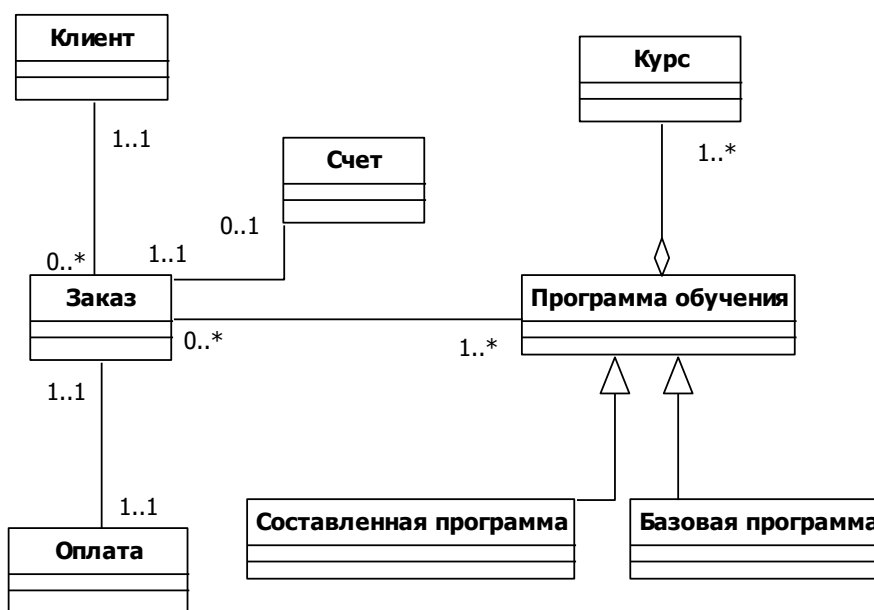 Клиент
Курс
1..1
1..*
Счет
0..1
0..*
1..1
Заказ
Программа обучения
0..*
1..*
1..1
1..1
Составленная программа
Базовая программа
Оплата